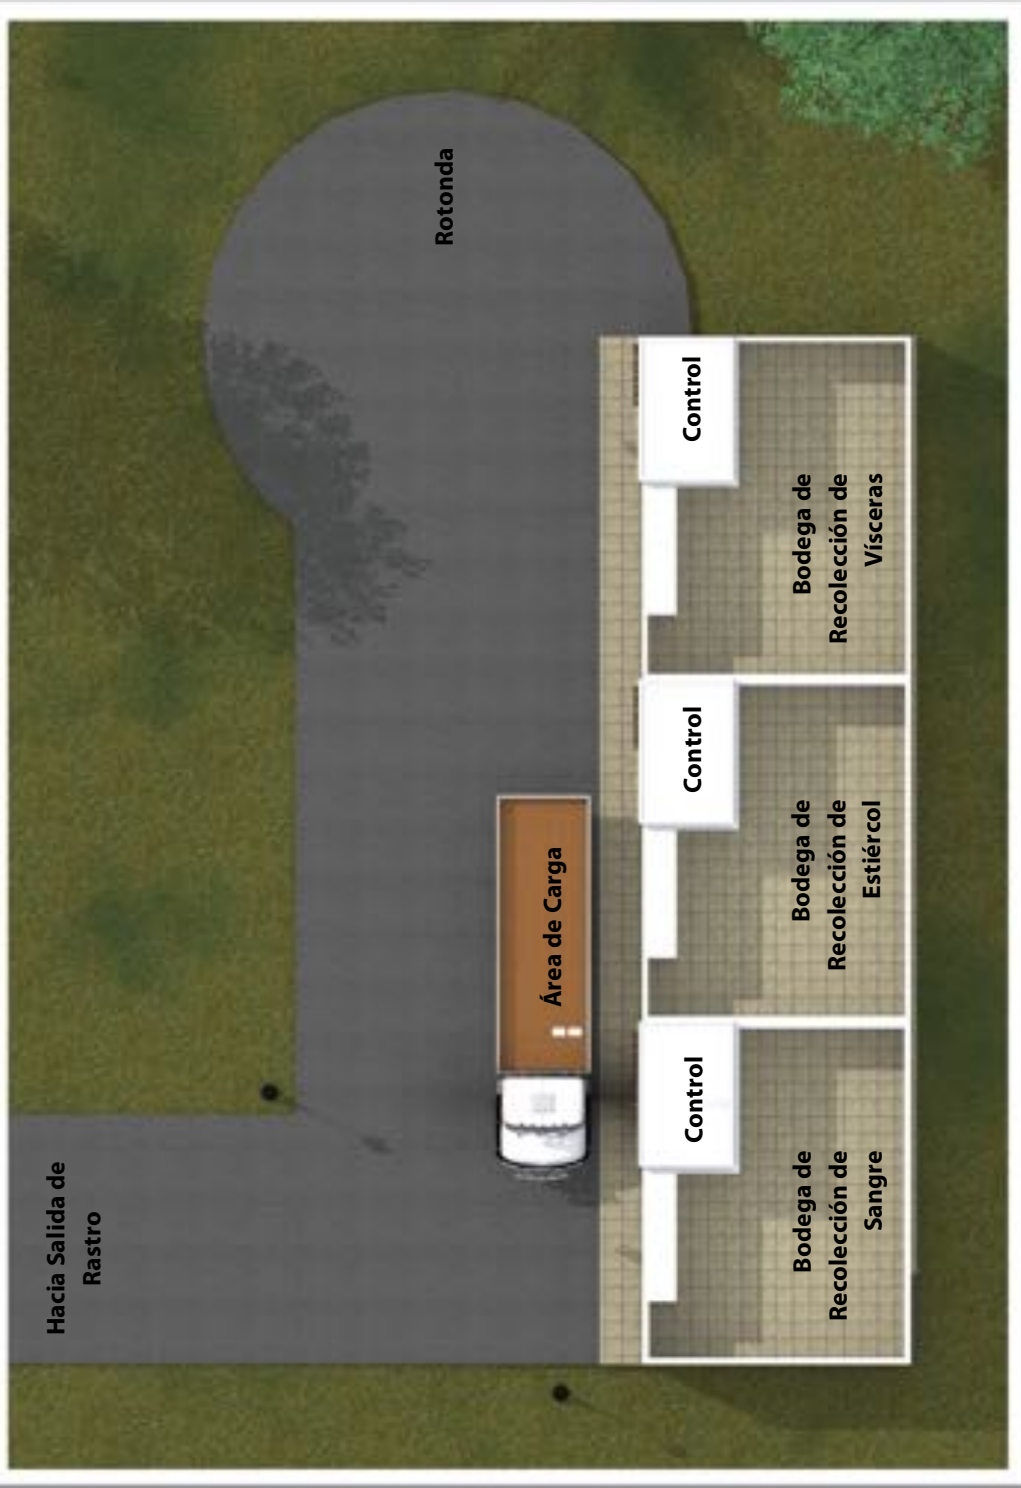 Hacia Salida de
Rastro
Rotonda
Área de Carga
Control
Control
Control
Bodega de
Recolección de
Sangre
Bodega de
Recolección de
Estiércol
Bodega de
Recolección de
Vísceras